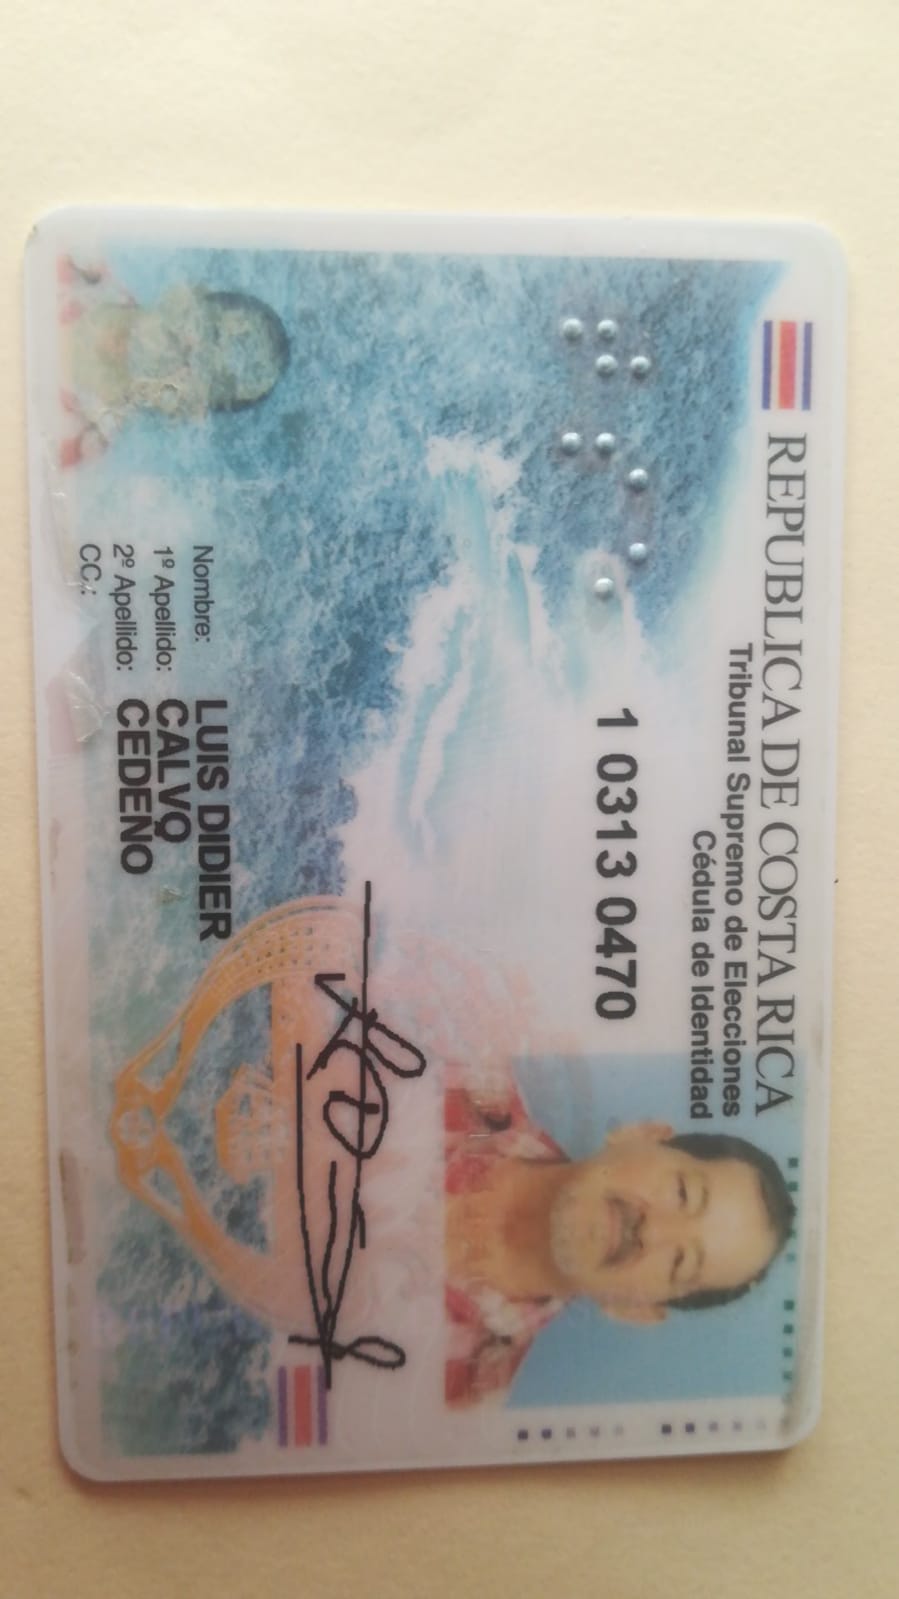 REPUBLICA DE COSTA RICA
Tribunal Supremo de Elecciones
Cédula de Identidad
1 0313 0470
Nombre: LUIS DIDIER
1º Apellido: CALVO
2º Apellido: CEDEÑO
CC.: